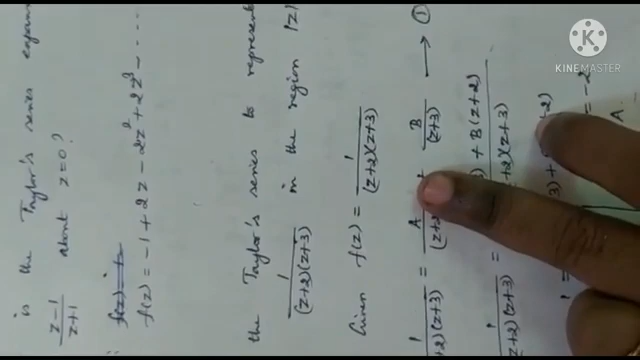 is the Taylor's series
z-1/z+1 about z=0?
f(z) = -1 + 2z - 2z² + 2z³ - ....
the Taylor's series to represent
1/(z+2)(z+3) in the region |z|
Given f(z) = 1/(z+2)(z+3)
1/(z+2)(z+3) = A/(z+ B/(z+3) → ①
1/(z+2)(z+3) = + B(z+2)/(z+2)(z+3)
1 =
= -2
A
KINEMASTER